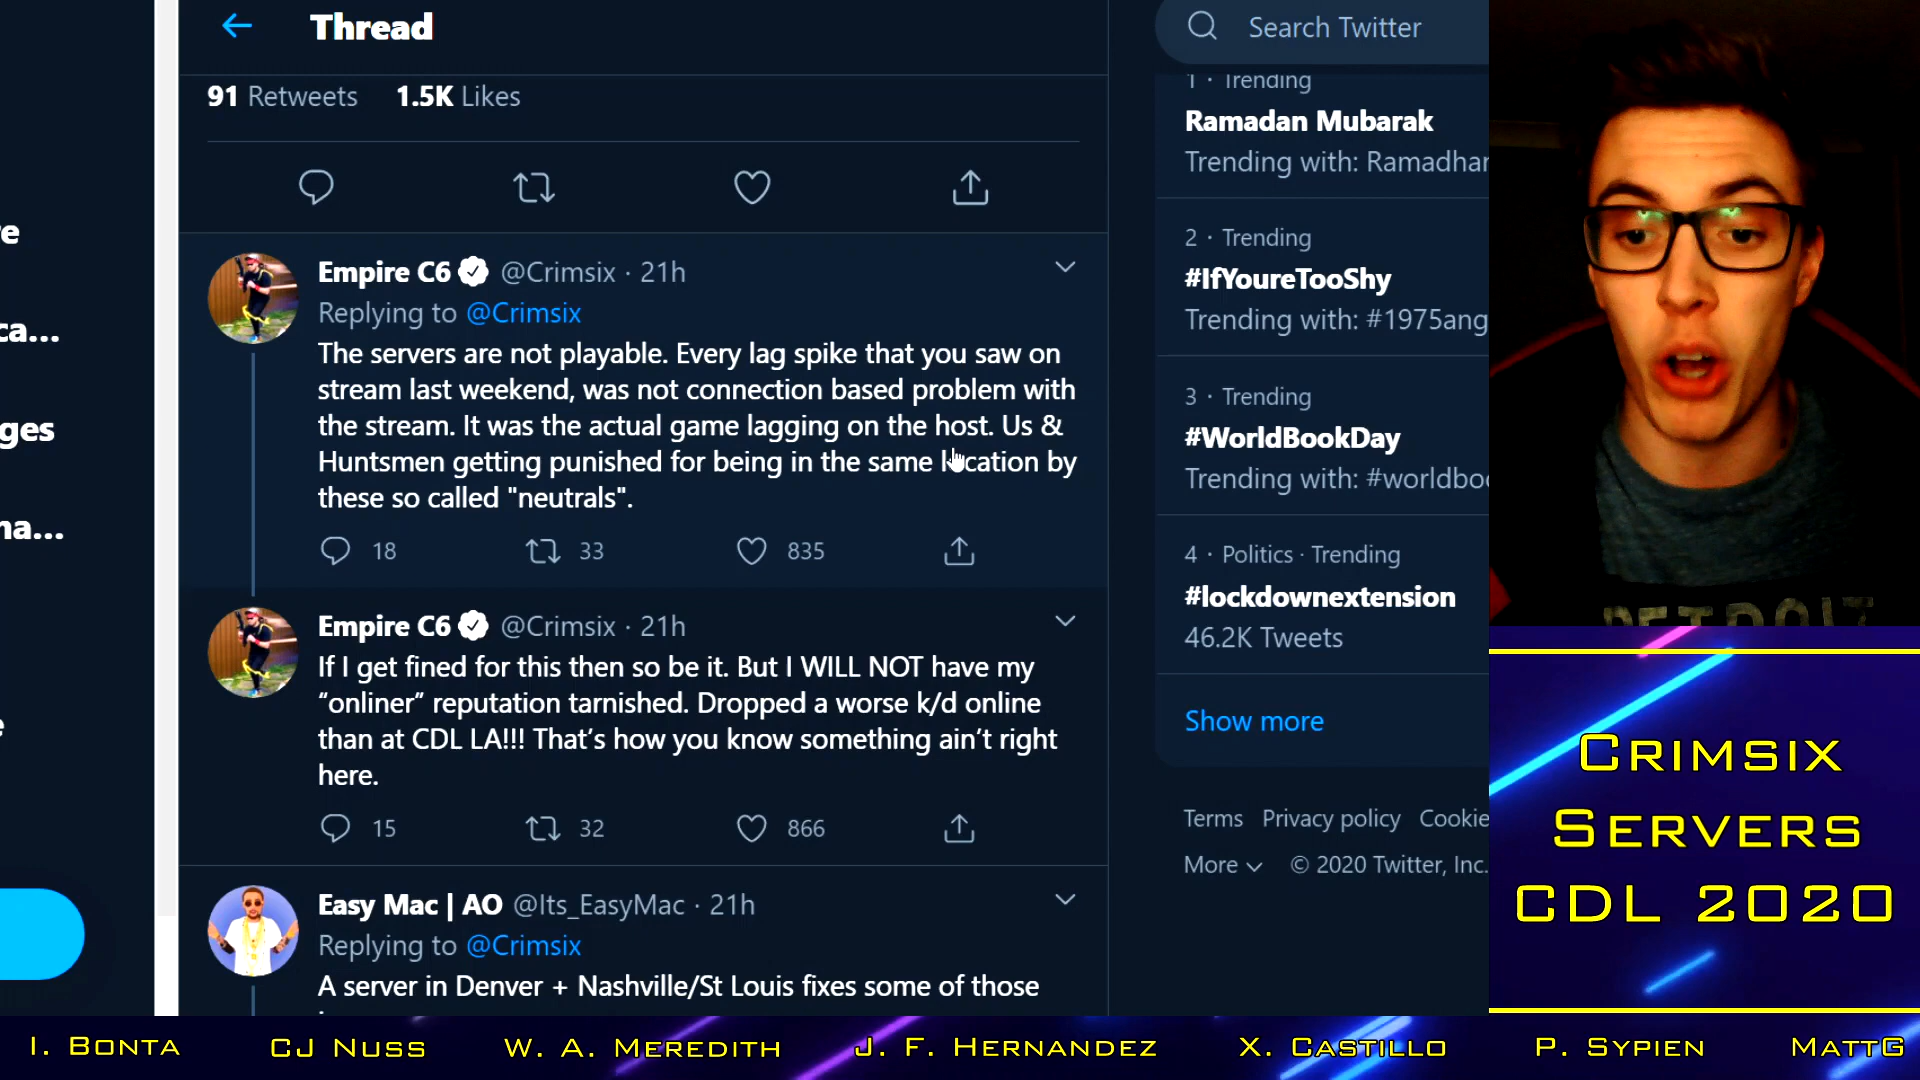 Thread
Search Twitter
91 Retweets 1.5K Likes
1 · Trending
Ramadan Mubarak
Trending with: Ramadhan
2 · Trending
#IfYoureTooShy
Trending with: #1975ang
3 · Trending
#WorldBookDay
Trending with: #worldboo
4 · Politics · Trending
#lockdownextension
46.2K Tweets
Show more
Terms Privacy policy Cookie
More © 2020 Twitter, Inc.
re
ca...
ges
na...
e
Empire C6 @Crimsix · 21h
Replying to @Crimsix
The servers are not playable. Every lag spike that you saw on
stream last weekend, was not connection based problem with
the stream. It was the actual game lagging on the host. Us &
Huntsmen getting punished for being in the same location by
these so called "neutrals".
18 33 835
Empire C6 @Crimsix · 21h
If I get fined for this then so be it. But I WILL NOT have my
“onliner” reputation tarnished. Dropped a worse k/d online
than at CDL LA!!! That’s how you know something ain’t right
here.
15 32 866
Easy Mac | AO @Its_EasyMac · 21h
Replying to @Crimsix
A server in Denver + Nashville/St Louis fixes some of those
DETROIT
CRIMSIX
SERVERS
CDL 2020
I. BONTA CJ NUSS W. A. MEREDITH J. F. HERNANDEZ X. CASTILLO P. SYPIEN MATTG